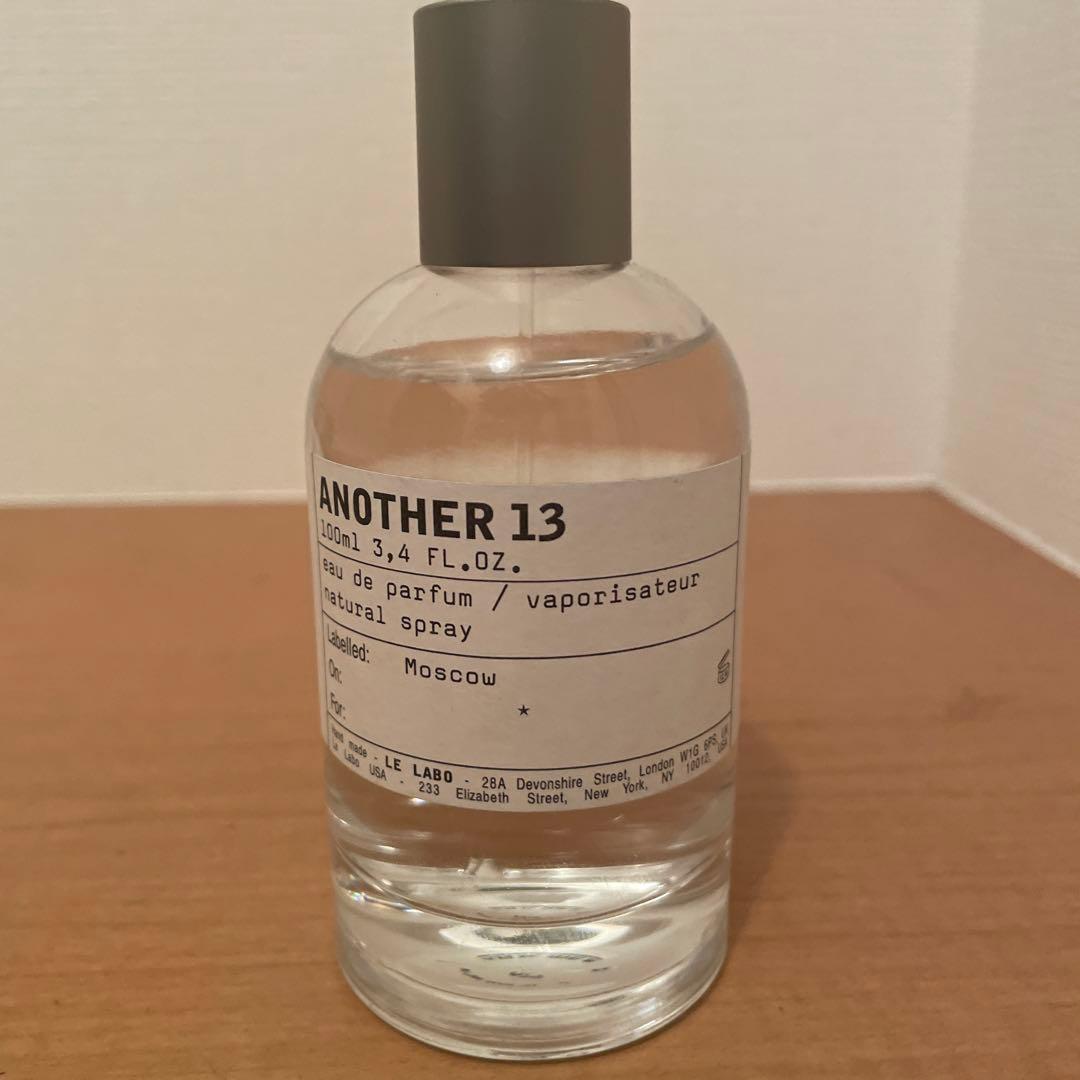 ANOTHER 13
100ml 3,4 FL.OZ.
eau de parfum / vaporisateur
natural spray
Labelled: Moscow
On:
For: ★
Hand made - LE LABO - 28A Devonshire Street, London W1G 6PS, UK
Le Labo USA - 233 Elizabeth Street, New York, NY 10012, USA